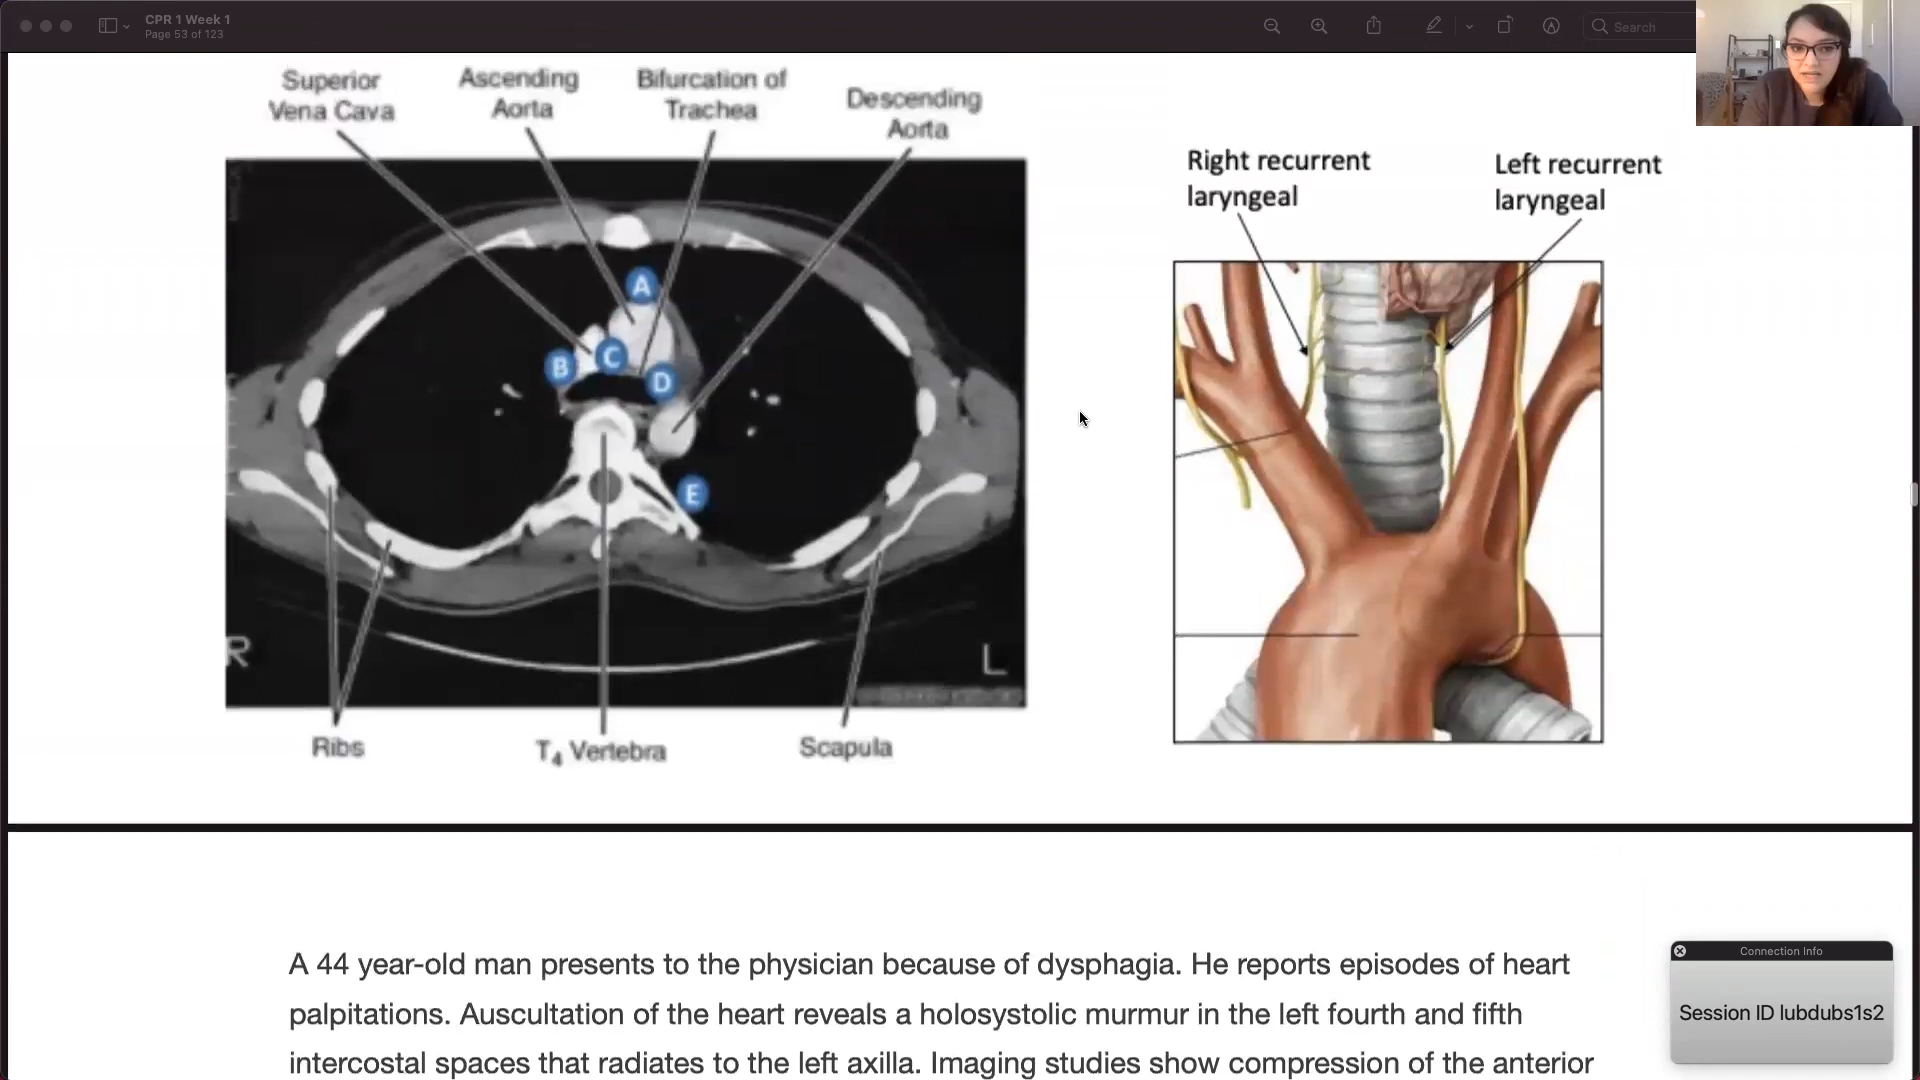 CPR 1 Week 1
Page 53 of 123
Search
Superior
Vena Cava
Ascending
Aorta
Bifurcation of
Trachea
Descending
Aorta
Right recurrent
laryngeal
Left recurrent
laryngeal
A
B
C
D
E
R
L
Ribs
T4 Vertebra
Scapula
A 44 year-old man presents to the physician because of dysphagia. He reports episodes of heart
palpitations. Auscultation of the heart reveals a holosystolic murmur in the left fourth and fifth
intercostal spaces that radiates to the left axilla. Imaging studies show compression of the anterior
Connection Info
Session ID lubdubs1s2